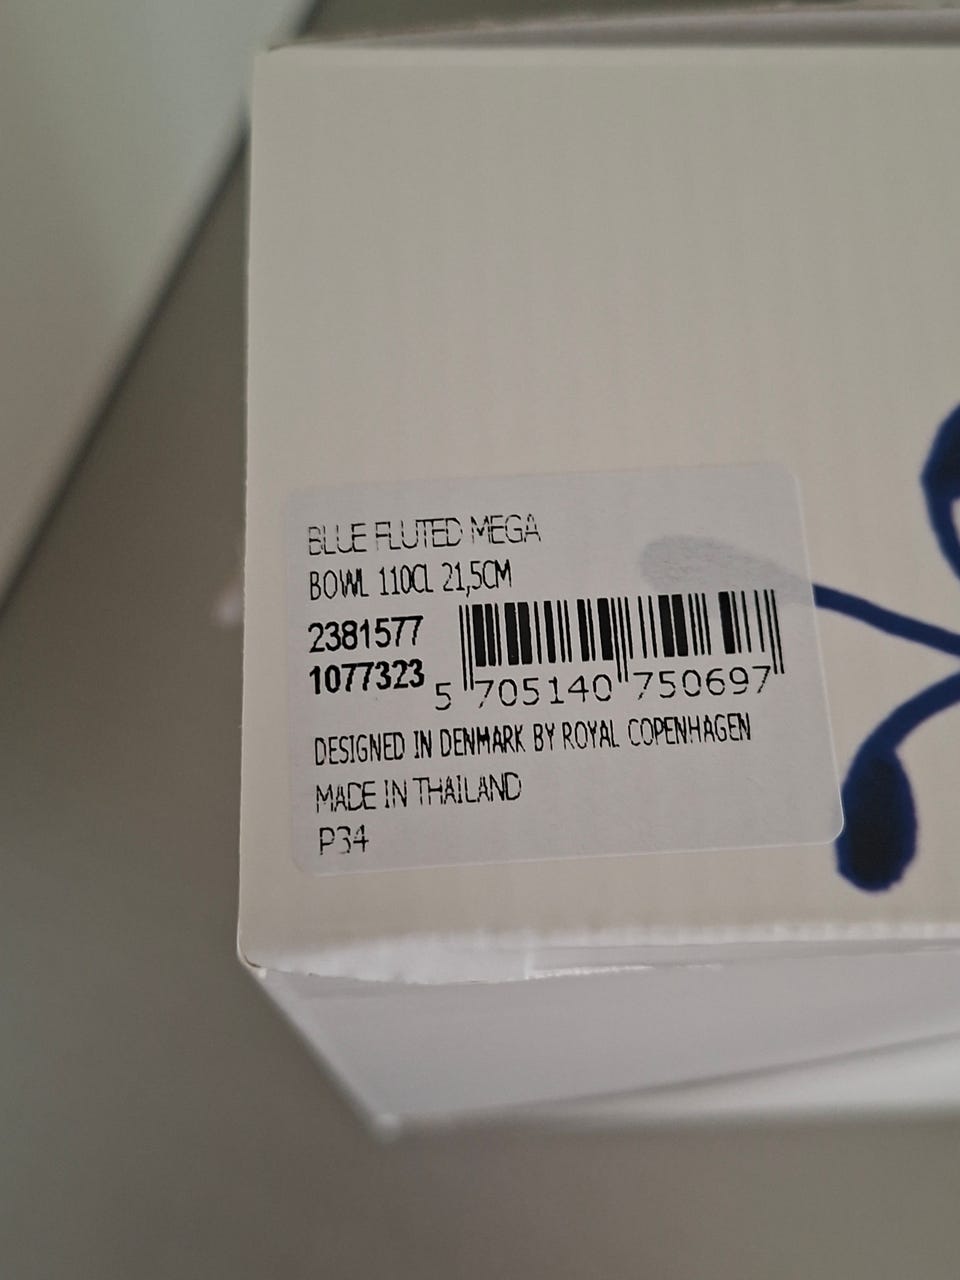 BLUE FLUTED MEGA
BOWL 110CL 21,5CM
2381577
1077323
5 705140 750697
DESIGNED IN DENMARK BY ROYAL COPENHAGEN
MADE IN THAILAND
P34